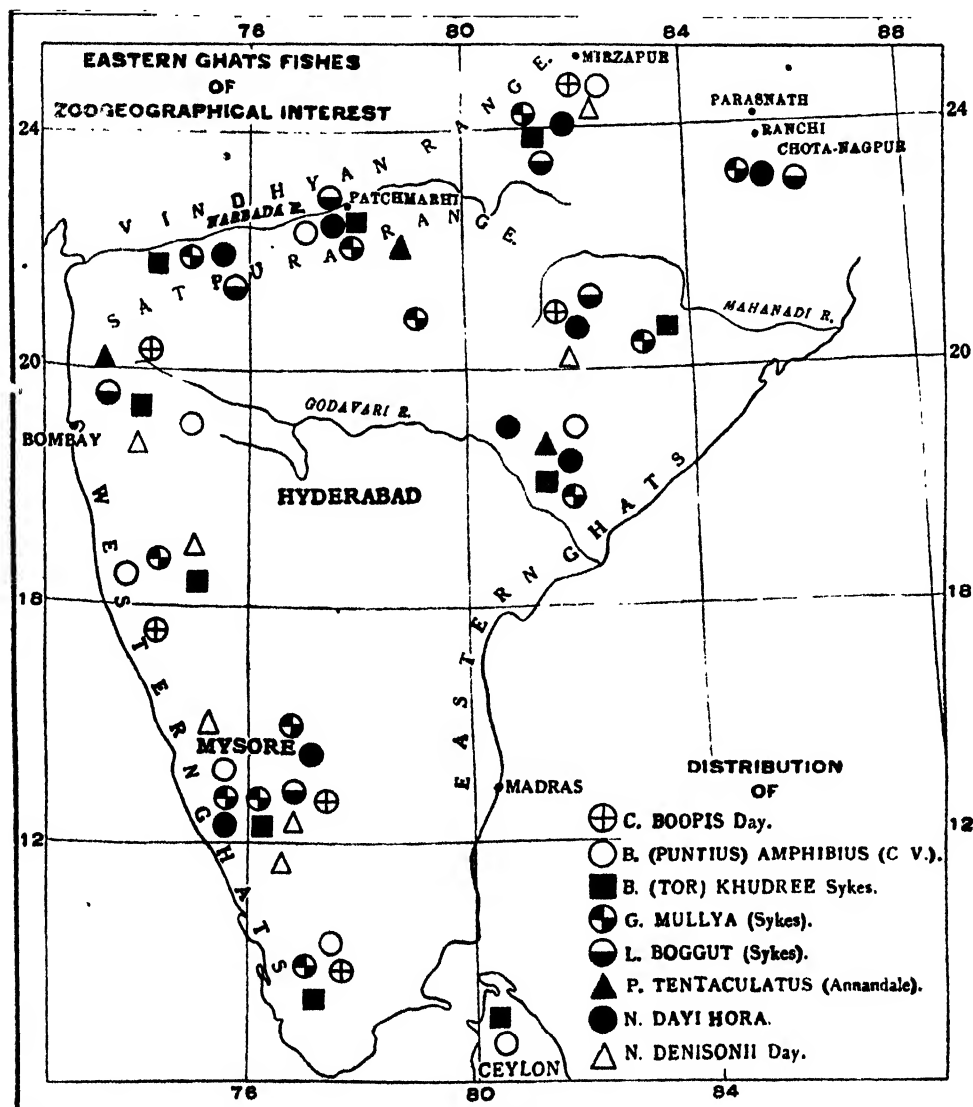 76 80 84 88
EASTERN GHATS FISHES
OF
ZOOGEOGRAPHICAL INTEREST
MIRZAPUR
PARASNATH
24 24
RANCHI
CHOTA-NAGPUR
VINDHYAN RANGE.
NARBADA R.
PATCHMARHI
SATPURA RANGE.
MAHANADI R.
20 20
GODAVARI R.
BOMBAY
HYDERABAD
WESTERN GHATS
EASTERN GHATS
18 18
MYSORE
MADRAS
12 12
DISTRIBUTION
OF
C. BOOPIS Day.
B. (PUNTIUS) AMPHIBIUS (C V.).
B. (TOR) KHUDREE Sykes.
G. MULLYA (Sykes).
L. BOGGUT (Sykes).
P. TENTACULATUS (Annandale).
N. DAYI HORA.
N. DENISONII Day.
CEYLON
76 80 84